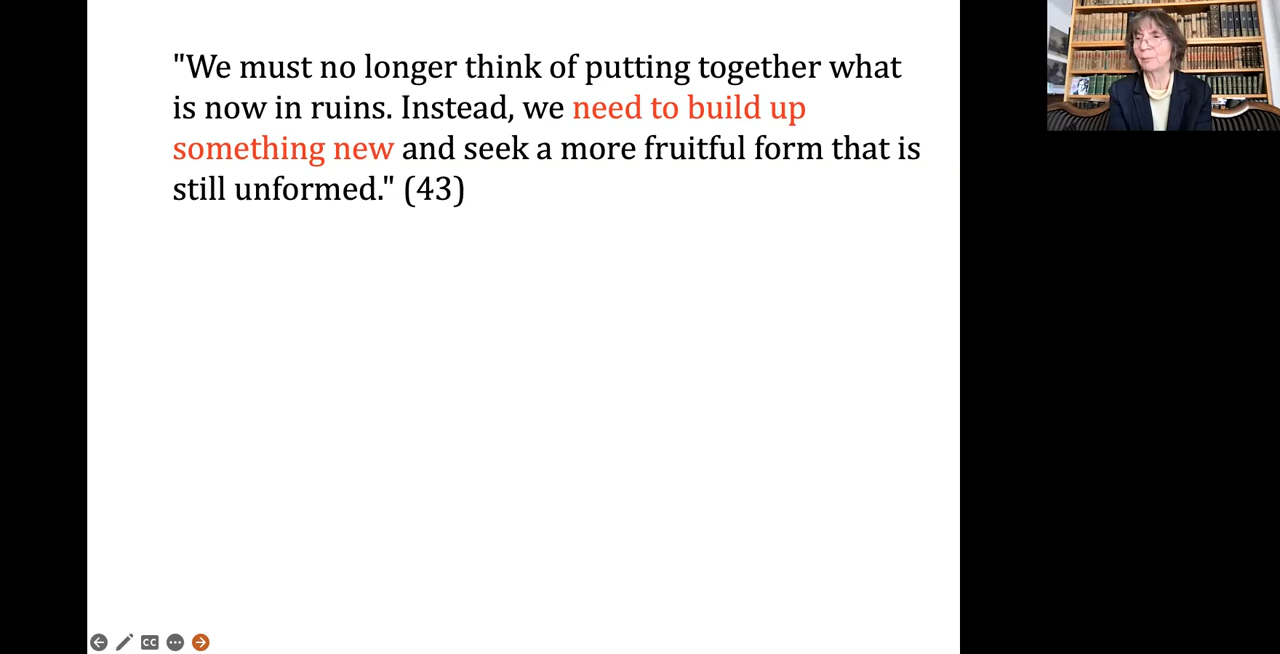 "We must no longer think of putting together what
is now in ruins. Instead, we need to build up
something new and seek a more fruitful form that is
still unformed." (43)
CC